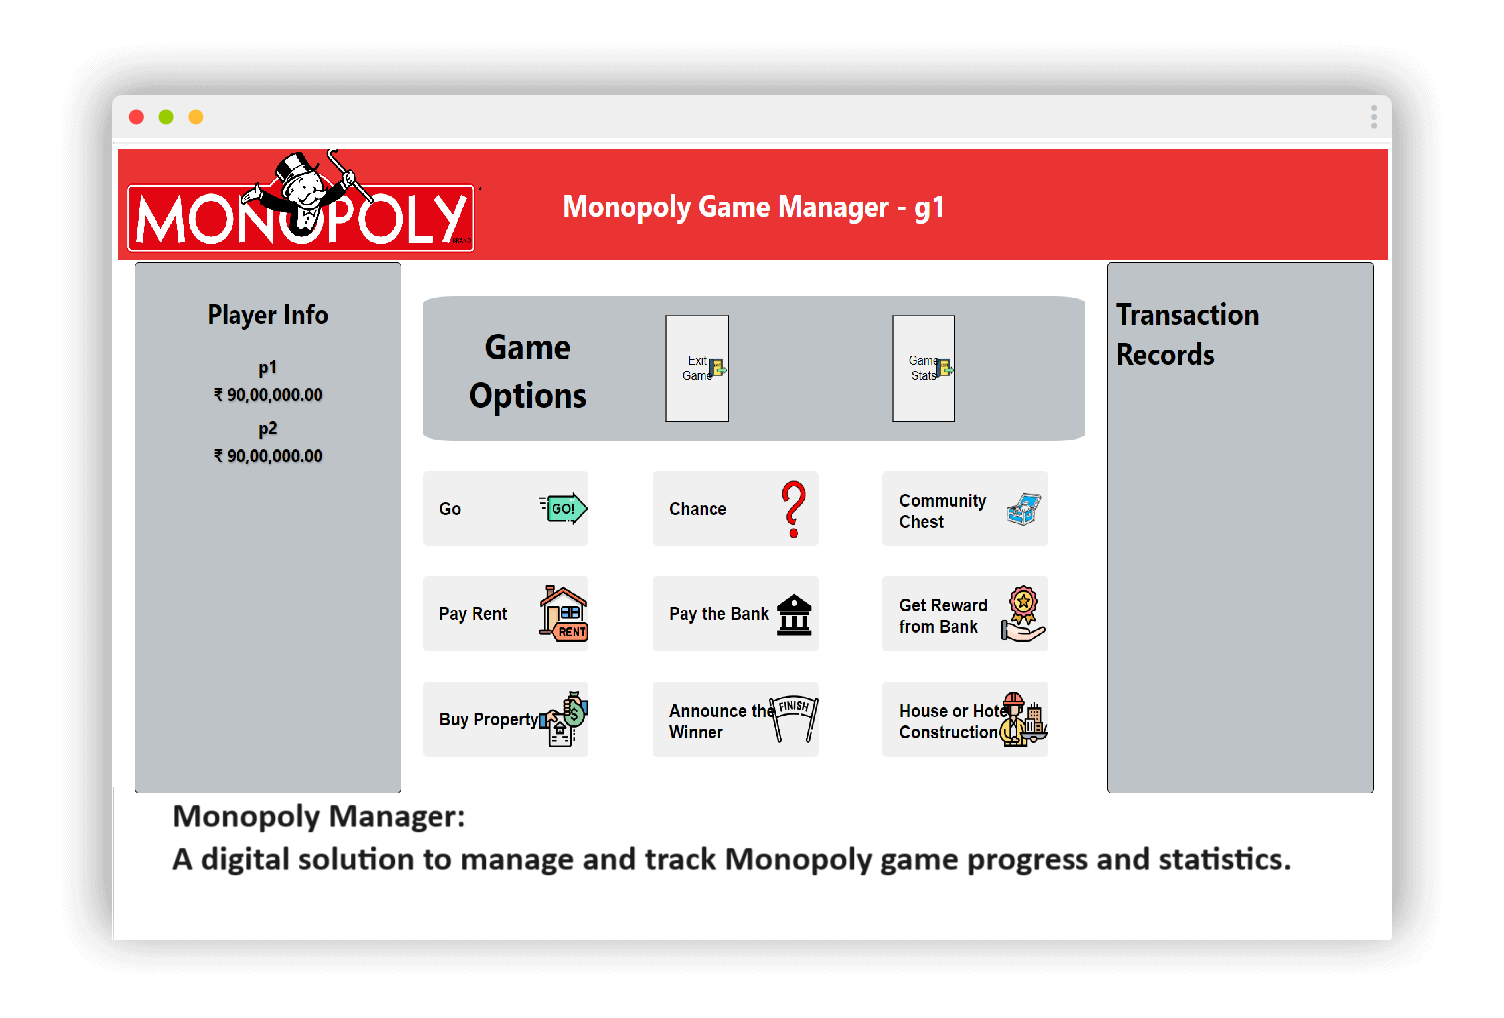 MONOPOLY
Monopoly Game Manager - g1
Player Info
p1
₹ 90,00,000.00
p2
₹ 90,00,000.00
Game
Options
Exit
Game
Game
Stats
Go
GO!
Chance
Community
Chest
Pay Rent
RENT
Pay the Bank
Get Reward
from Bank
Buy Property
$
Announce the
Winner
FINISH
House or Hote
Construction
Transaction
Records
Monopoly Manager:
A digital solution to manage and track Monopoly game progress and statistics.